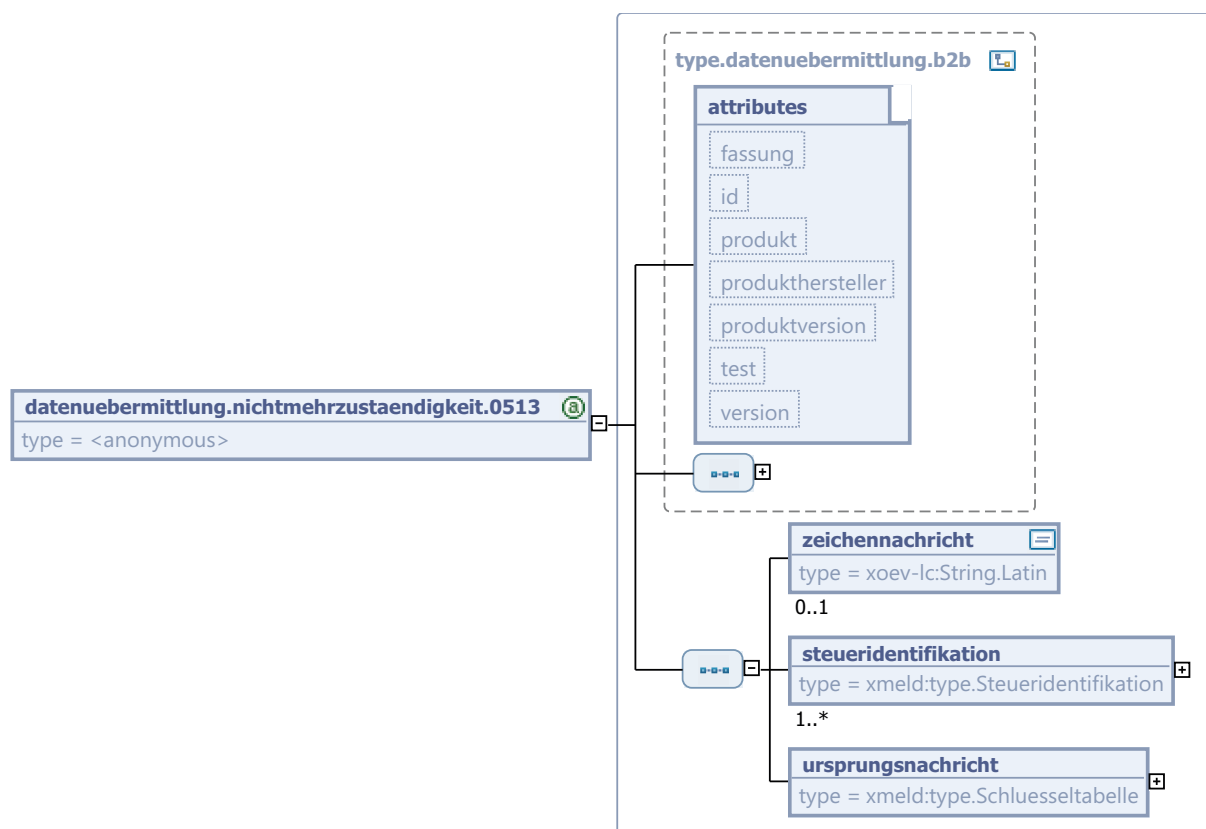 type.datenuebermittlung.b2b
attributes
fassung
id
produkt
produkthersteller
produktversion
test
version
datenuebermittlung.nichtmehrzustaendigkeit.0513
type = <anonymous>
zeichennachricht
type = xoev-lc:String.Latin
0..1
steueridentifikation
type = xmeld:type.Steueridentifikation
1..*
ursprungsnachricht
type = xmeld:type.Schluesseltabelle